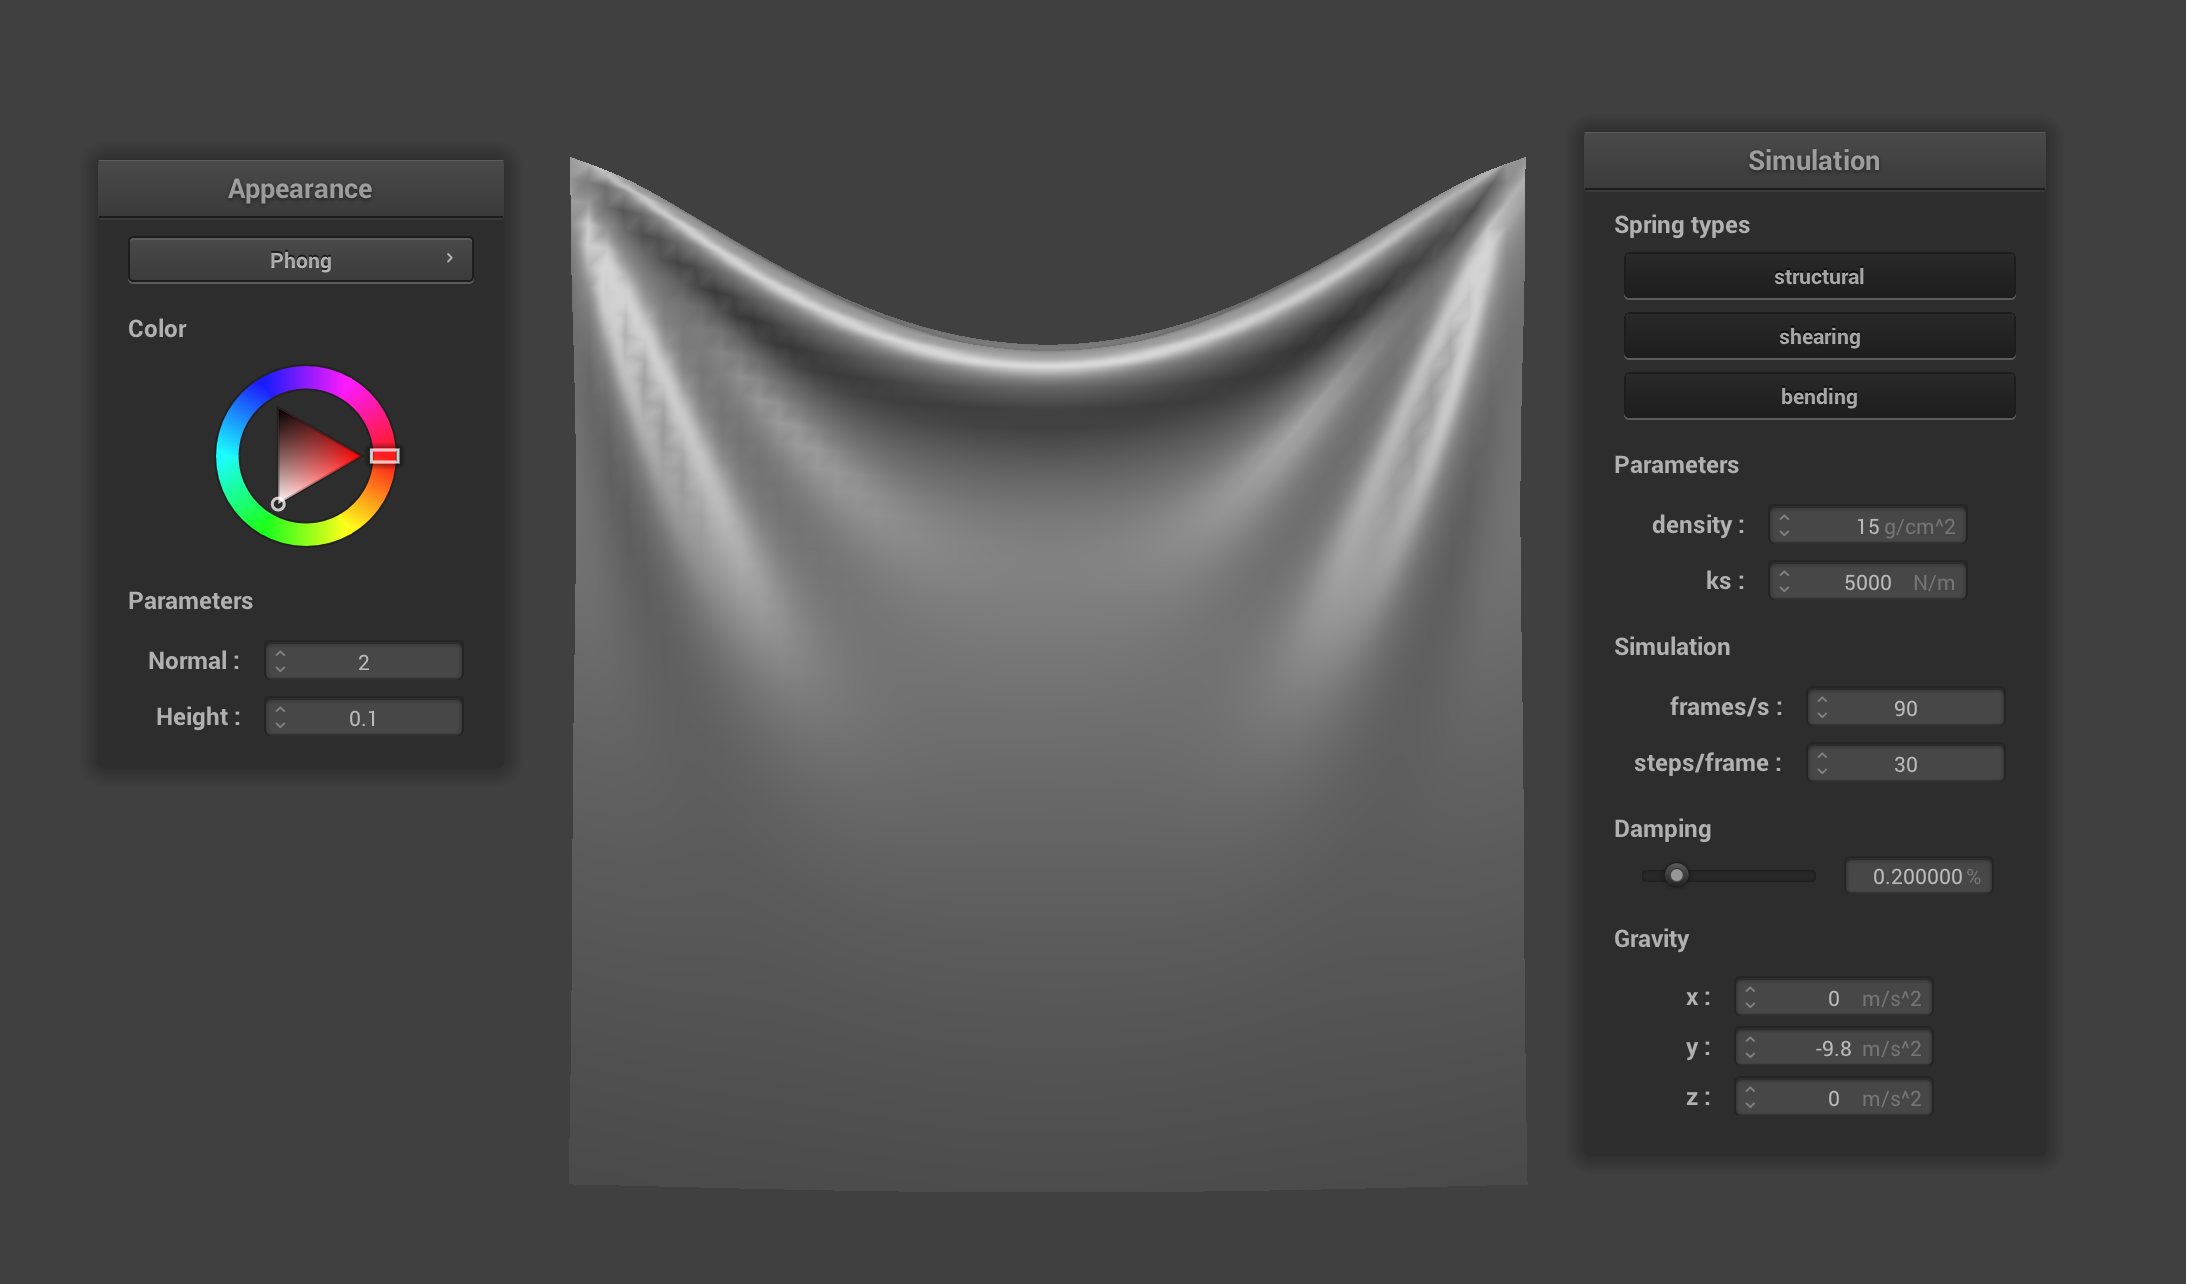 Appearance
Phong
Color
Parameters
Normal : 2
Height : 0.1
Simulation
Spring types
structural
shearing
bending
Parameters
density : 15 g/cm^2
ks : 5000 N/m
Simulation
frames/s : 90
steps/frame : 30
Damping
0.200000 %
Gravity
x : 0 m/s^2
y : -9.8 m/s^2
z : 0 m/s^2